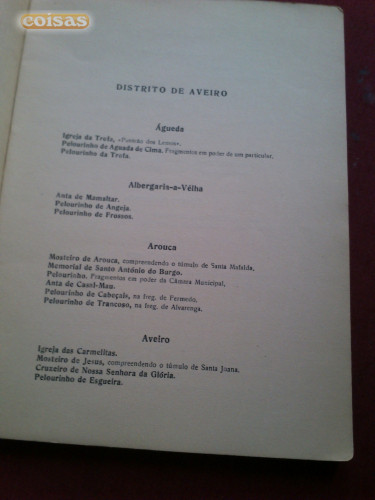 coisas
DISTRITO DE AVEIRO
Águeda
Igreja da Trofa, «Panteão dos Lemos».
Pelourinho de Aguada de Cima. Fragmentos em poder de um particular.
Pelourinho da Trofa.
Albergaria-a-Vélha
Anta de Mamaltar.
Pelourinho de Angeja.
Pelourinho de Frossos.
Arouca
Mosteiro de Arouca, compreendendo o túmulo de Santa Mafalda.
Memorial de Santo António do Burgo.
Pelourinho. Fragmentos em poder da Câmara Municipal.
Anta de Casal-Mau.
Pelourinho de Cabeçais, na freg. de Fermedo.
Pelourinho de Trancoso, na freg. de Alvarenga.
Aveiro
Igreja das Carmelitas.
Mosteiro de Jesus, compreendendo o túmulo de Santa Joana.
Cruzeiro de Nossa Senhora da Glória.
Pelourinho de Esgueira.